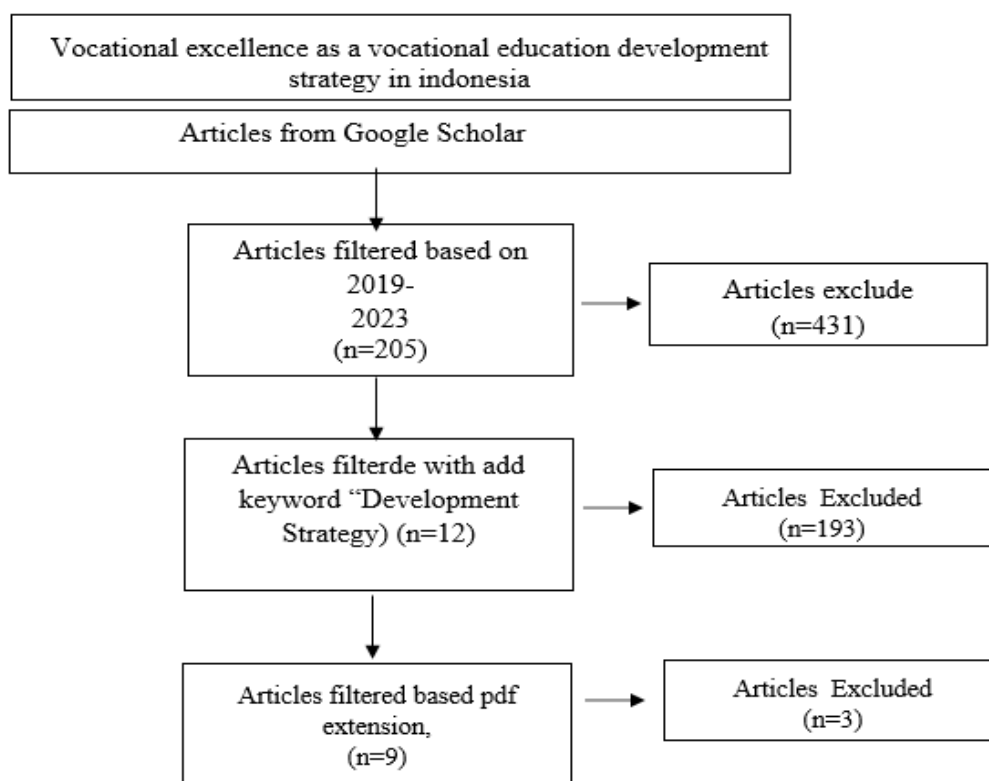 Vocational excellence as a vocational education development
strategy in indonesia
Articles from Google Scholar
Articles filtered based on
2019-
2023
(n=205)
Articles exclude
(n=431)
Articles filterde with add
keyword “Development
Strategy) (n=12)
Articles Excluded
(n=193)
Articles filtered based pdf
extension,
(n=9)
Articles Excluded
(n=3)